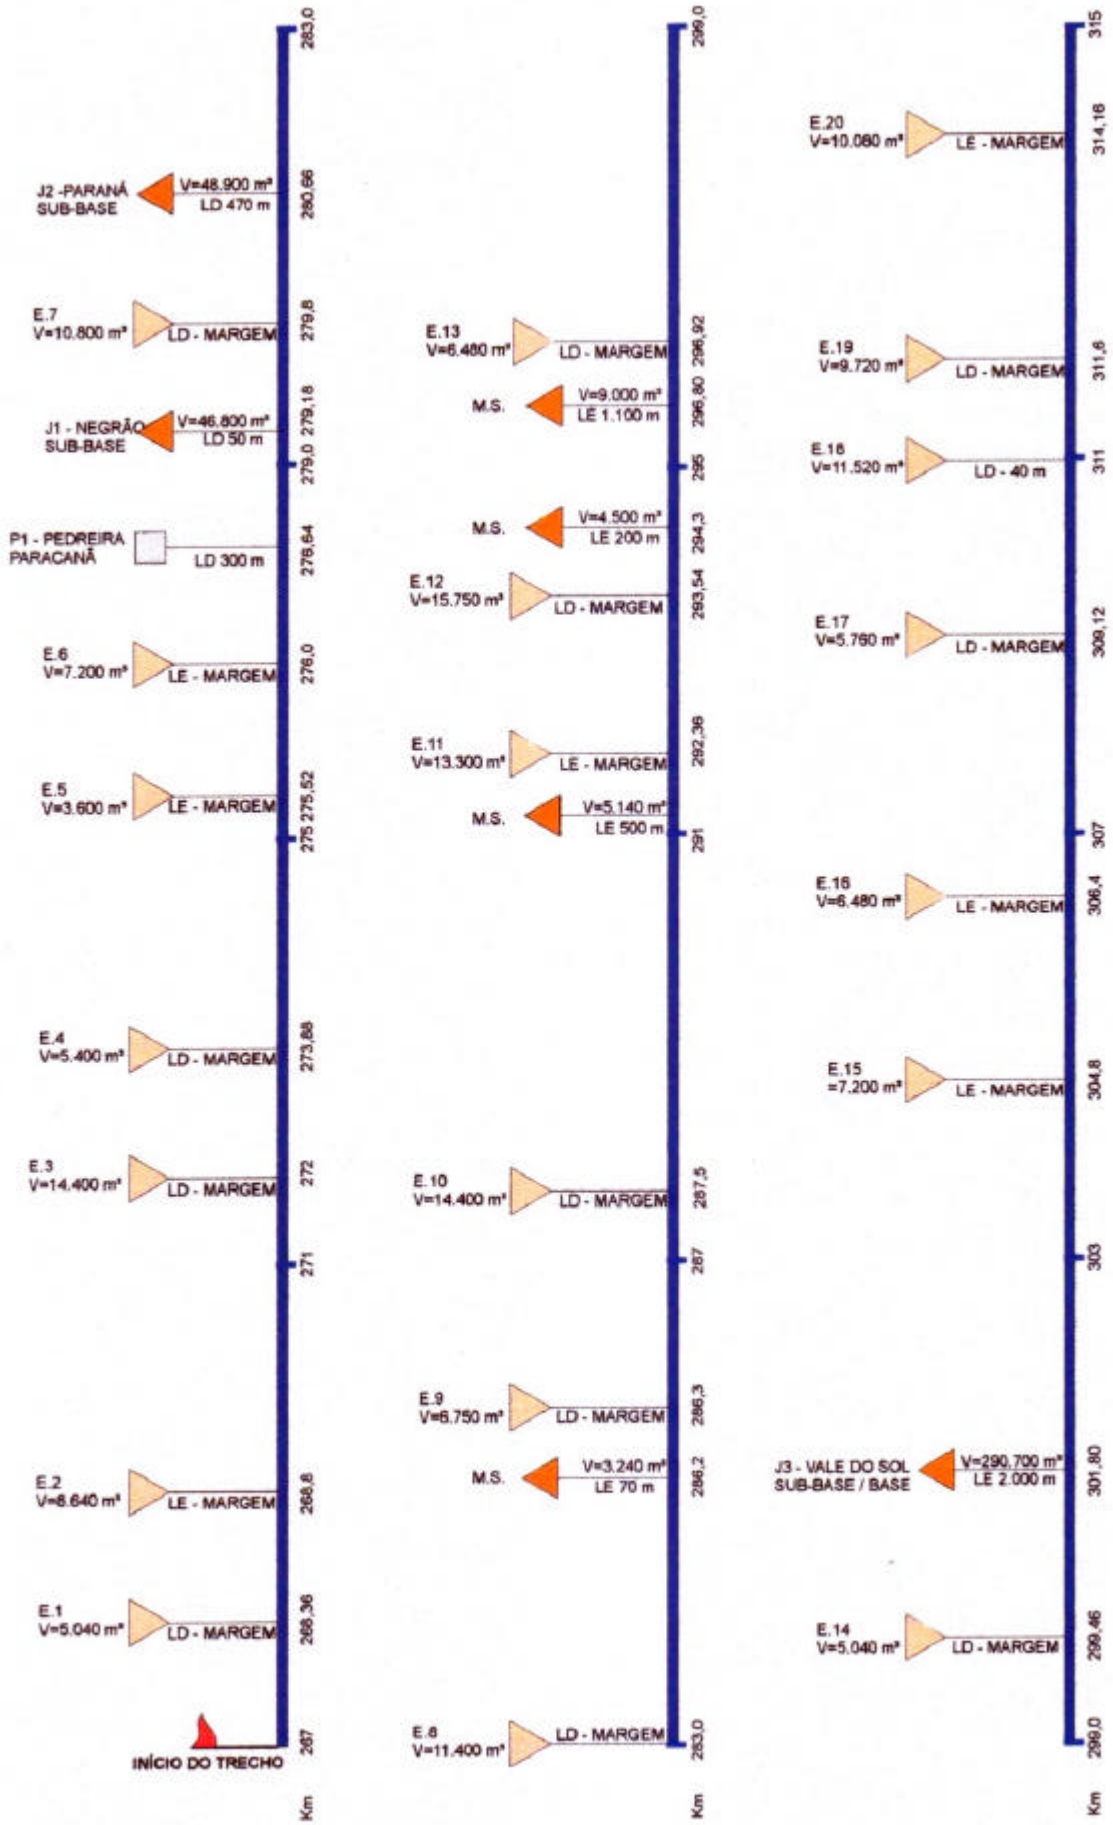 283,0
J2 -PARANÁ
SUB-BASE
V=48.900 m³
LD 470 m
280,66
E.7
V=10.800 m³
LD - MARGEM
279,8
J1 - NEGRÃO
SUB-BASE
V=46.800 m³
LD 50 m
279,18
279,0
P1 - PEDREIRA
PARACANÃ
LD 300 m
276,64
E.6
V=7.200 m³
LE - MARGEM
276,0
E.5
V=3.600 m³
LE - MARGEM
275,52
275
E.4
V=5.400 m³
LD - MARGEM
273,88
E.3
V=14.400 m³
LD - MARGEM
272
271
E.2
V=8.640 m³
LE - MARGEM
268,8
E.1
V=5.040 m³
LD - MARGEM
268,36
INÍCIO DO TRECHO
267
Km
299,0
E.13
V=6.480 m³
LD - MARGEM
296,92
M.S.
V=9.000 m³
LE 1.100 m
296,80
295
M.S.
V=4.500 m³
LE 200 m
294,3
E.12
V=15.750 m³
LD - MARGEM
293,54
E.11
V=13.300 m³
LE - MARGEM
292,36
M.S.
V=5.140 m³
LE 500 m
291
E.10
V=14.400 m³
LD - MARGEM
287,5
287
E.9
V=6.750 m³
LD - MARGEM
286,3
M.S.
V=3.240 m³
LE 70 m
286,2
E.8
V=11.400 m³
LD - MARGEM
283,0
Km
315
E.20
V=10.080 m³
LE - MARGEM
314,16
E.19
V=9.720 m³
LD - MARGEM
311,6
E.18
V=11.520 m³
LD - 40 m
311
E.17
V=5.760 m³
LD - MARGEM
309,12
307
E.16
V=6.480 m³
LE - MARGEM
306,4
E.15
=7.200 m³
LE - MARGEM
304,8
303
J3 - VALE DO SOL
SUB-BASE / BASE
V=290.700 m³
LE 2.000 m
301,80
E.14
V=5.040 m³
LD - MARGEM
299,46
299,0
Km